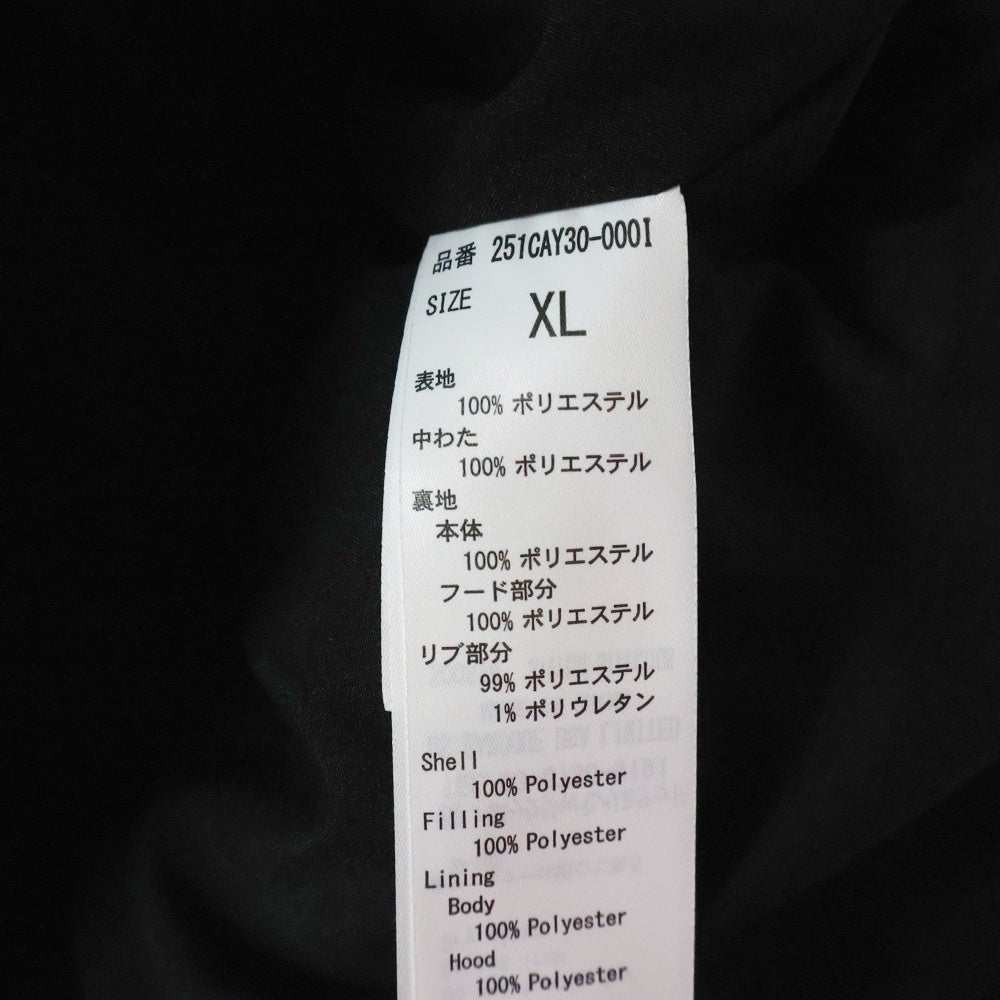 品番 251CAY30-000I
SIZE XL
表地
100% ポリエステル
中わた
100% ポリエステル
裏地
本体
100% ポリエステル
フード部分
100% ポリエステル
リブ部分
99% ポリエステル
1% ポリウレタン
Shell
100% Polyester
Filling
100% Polyester
Lining
Body
100% Polyester
Hood
100% Polyester